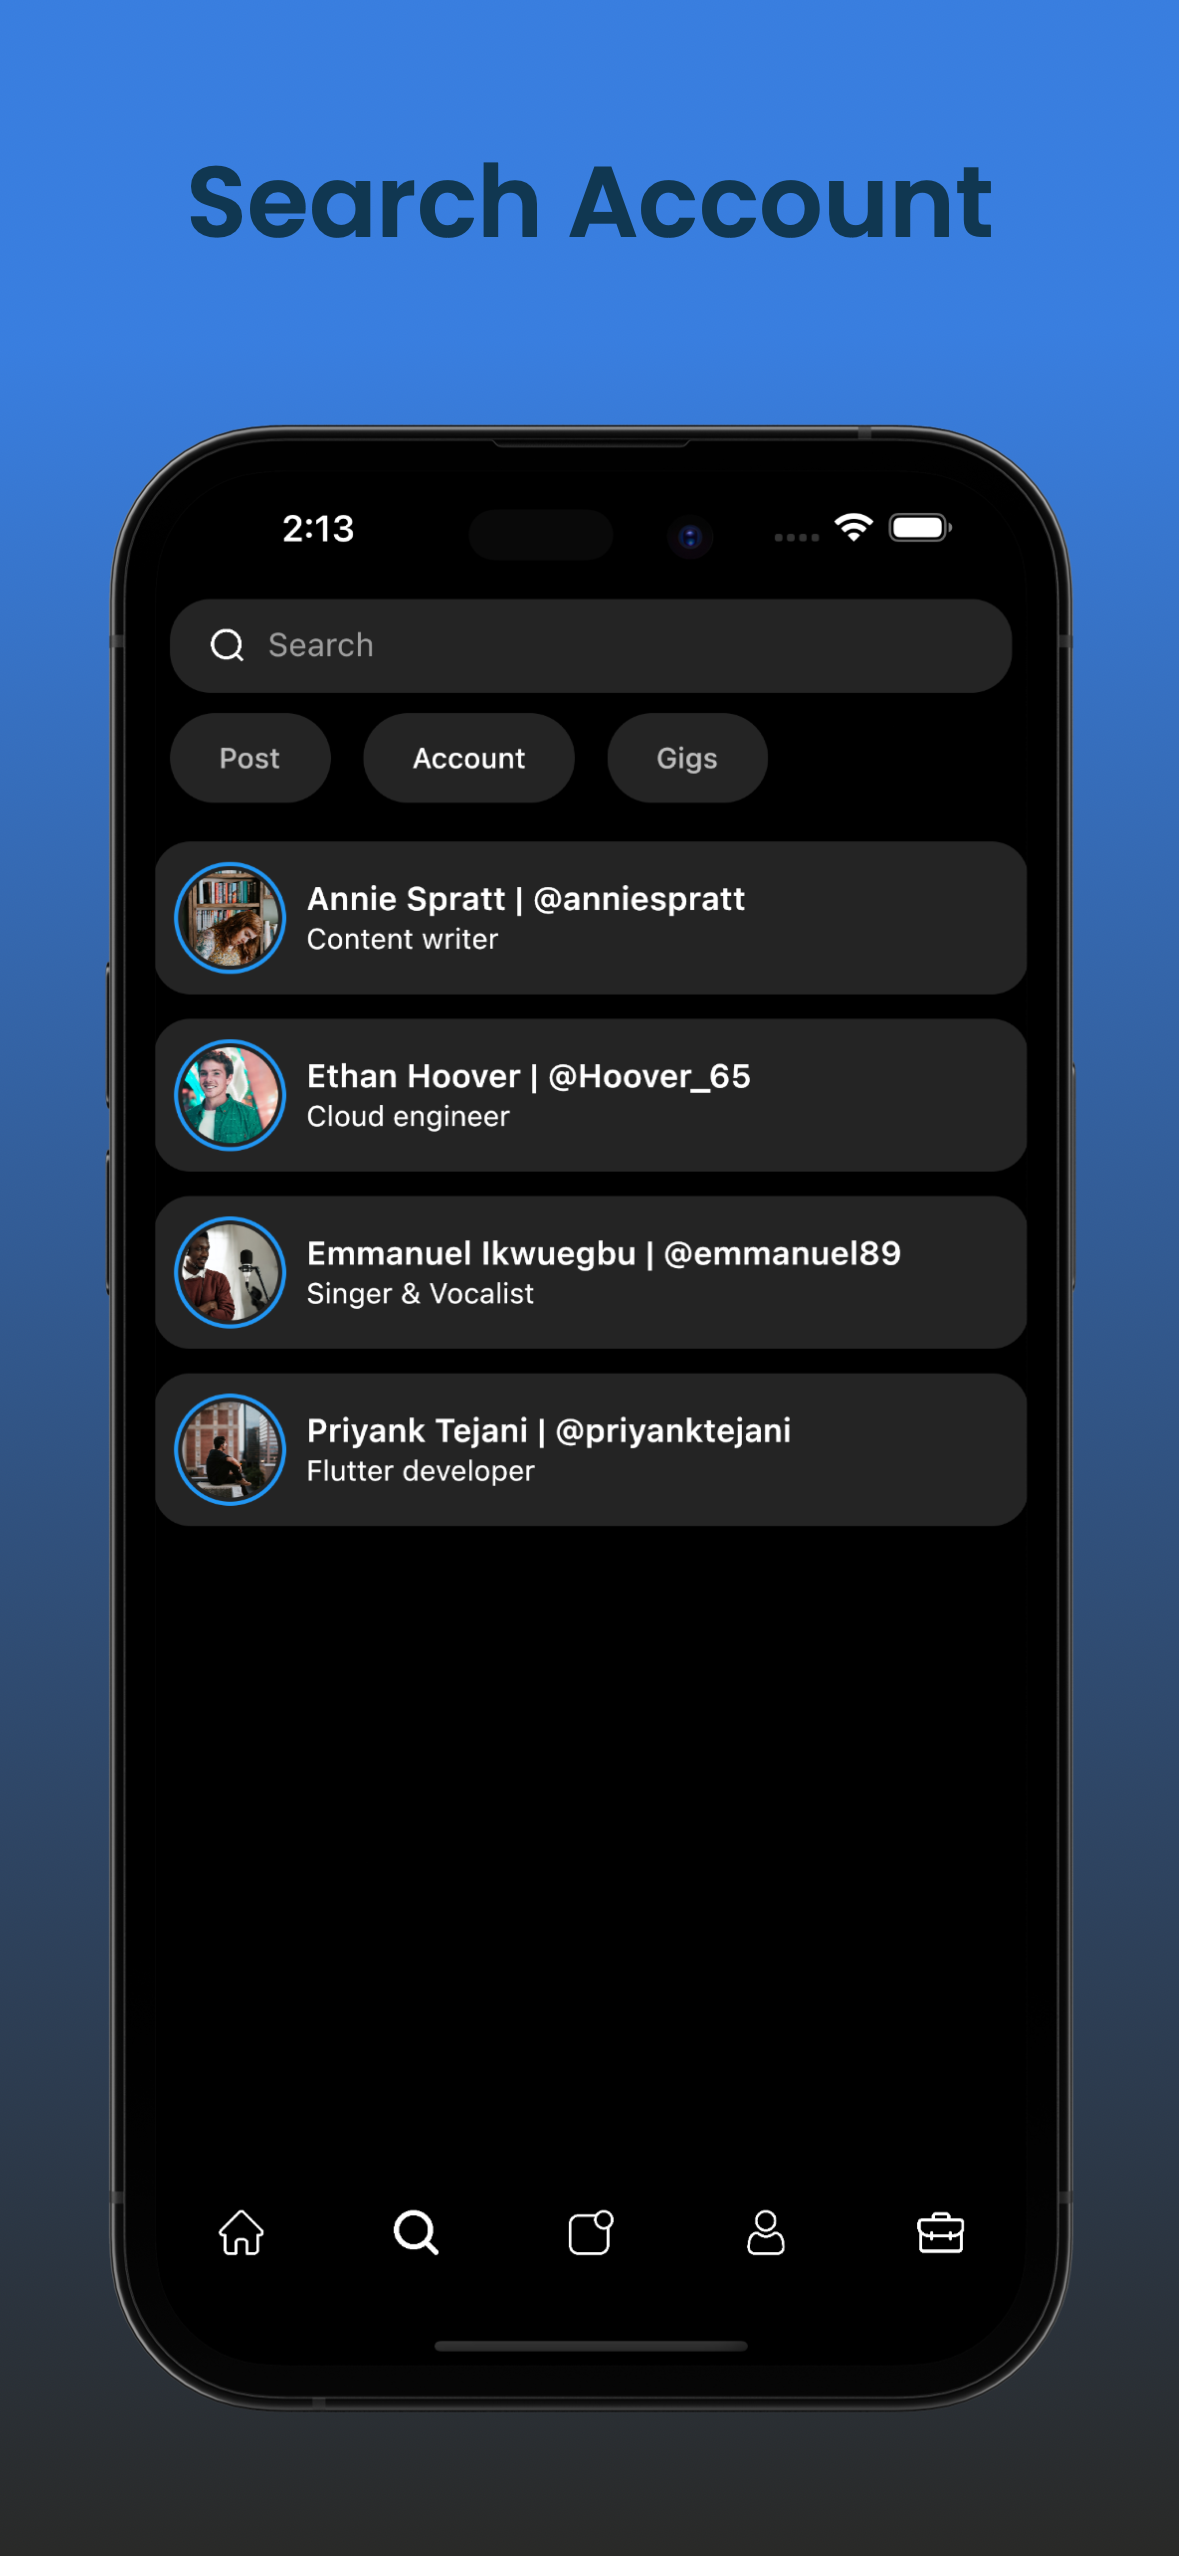 Search Account
2:13
Search
Post Account Gigs
Annie Spratt | @anniespratt
Content writer
Ethan Hoover | @Hoover_65
Cloud engineer
Emmanuel Ikwuegbu | @emmanuel89
Singer & Vocalist
Priyank Tejani | @priyanktejani
Flutter developer